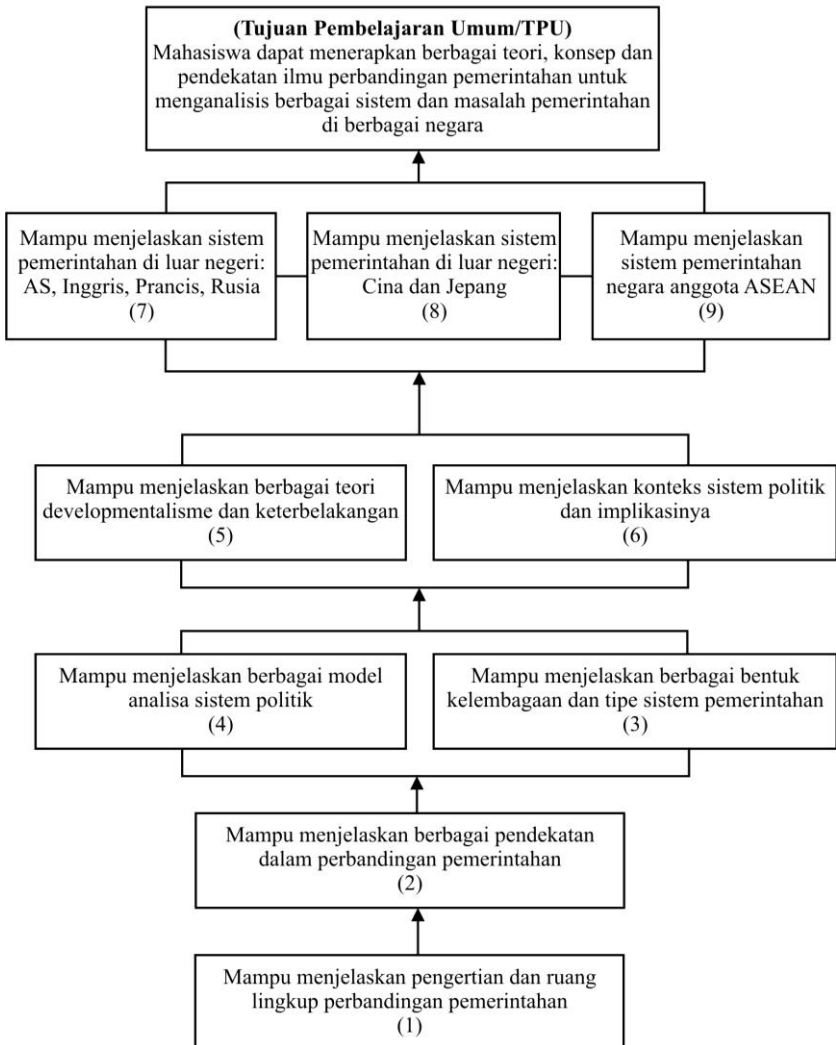 (Tujuan Pembelajaran Umum/TPU)
Mahasiswa dapat menerapkan berbagai teori, konsep dan
pendekatan ilmu perbandingan pemerintahan untuk
menganalisis berbagai sistem dan masalah pemerintahan
di berbagai negara
Mampu menjelaskan sistem
pemerintahan di luar negeri:
AS, Inggris, Prancis, Rusia
(7)
Mampu menjelaskan sistem
pemerintahan di luar negeri:
Cina dan Jepang
(8)
Mampu menjelaskan
sistem pemerintahan
negara anggota ASEAN
(9)
Mampu menjelaskan berbagai teori
developmentalisme dan keterbelakangan
(5)
Mampu menjelaskan konteks sistem politik
dan implikasinya
(6)
Mampu menjelaskan berbagai model
analisa sistem politik
(4)
Mampu menjelaskan berbagai bentuk
kelembagaan dan tipe sistem pemerintahan
(3)
Mampu menjelaskan berbagai pendekatan
dalam perbandingan pemerintahan
(2)
Mampu menjelaskan pengertian dan ruang
lingkup perbandingan pemerintahan
(1)